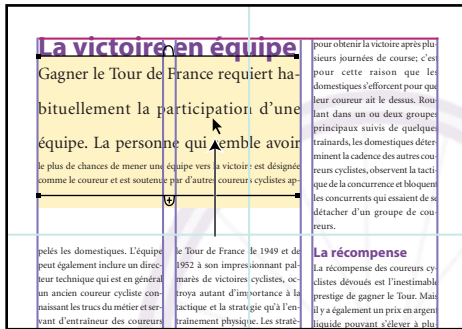 La victoire en équipe
Gagner le Tour de France requiert ha-
bituellement la participation d'une
équipe. La personne qui semble avoir
le plus de chances de mener une équipe vers la victoire est désignée
comme le coureur et est soutenue par d'autres coureurs cyclistes ap-
pelés les domestiques. L'équipe
peut également inclure un direc-
teur technique qui est en général
un ancien coureur cycliste con-
naissant les trucs du métier et ser-
vant d'entraîneur des coureurs
le Tour de France de 1949 et de
1952 à son impressionnant pal-
marès de victoires cyclistes, oc-
troya autant d'importance à la
tactique et la stratégie qu'à l'en-
traînement physique. Les straté-
pour obtenir la victoire après plu-
sieurs journées de course; c'est
pour cette raison que les
domestiques s'efforcent pour que
leur coureur ait le dessus. Rou-
lant dans un ou deux groupes
principaux suivis de quelques
traînards, les domestiques déter-
minent la cadence des autres cou-
reurs cyclistes, observent la tacti-
que de la concurrence et bloquent
les concurrents qui essaient de se
détacher d'un groupe de cou-
reurs.
La récompense
La récompense des coureurs cy-
clistes dévoués est l'inestimable
prestige de gagner le Tour. Mais
il y a également un prix en argent
liquide pouvant s'élever à plu